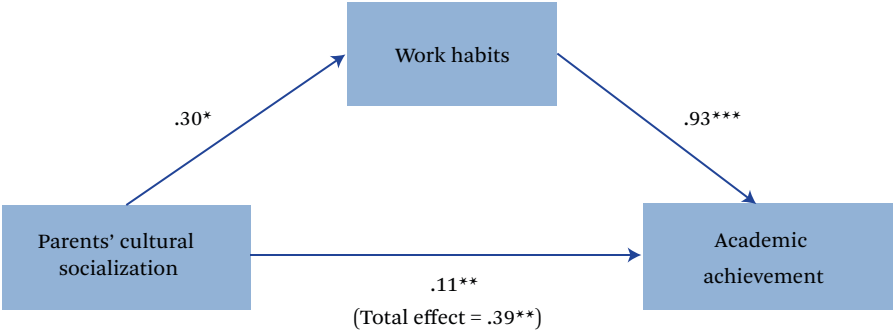 Work habits
.30*
.93***
Parents’ cultural
socialization
Academic
achievement
.11**
(Total effect = .39**)